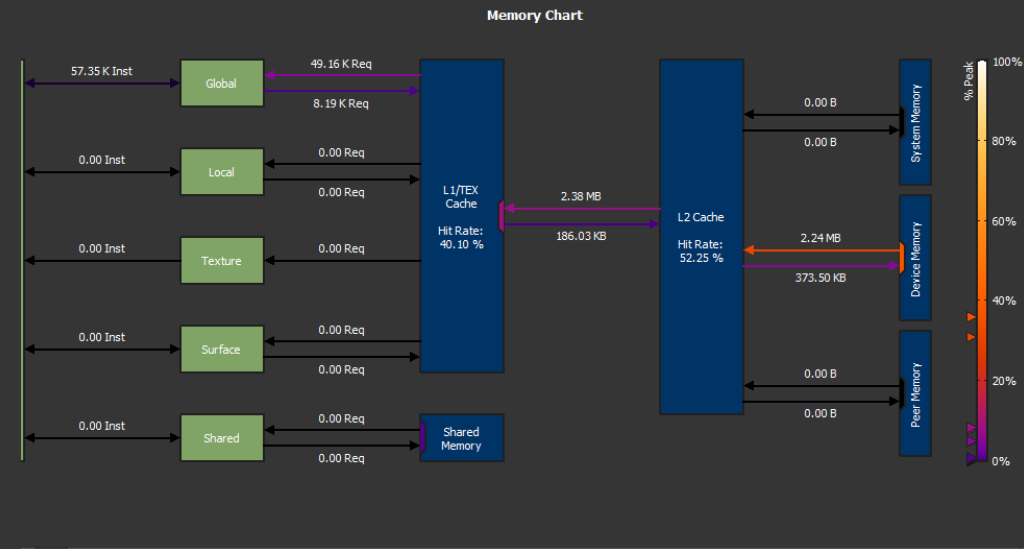 Memory Chart
57.35 K Inst
Global
49.16 K Req
8.19 K Req
0.00 Inst
Local
0.00 Req
0.00 Req
0.00 Inst
Texture
0.00 Req
0.00 Inst
Surface
0.00 Req
0.00 Req
0.00 Inst
Shared
0.00 Req
0.00 Req
L1/TEX
Cache
Hit Rate:
40.10 %
Shared
Memory
2.38 MB
186.03 KB
L2 Cache
Hit Rate:
52.25 %
0.00 B
0.00 B
System Memory
2.24 MB
373.50 KB
Device Memory
0.00 B
0.00 B
Peer Memory
% Peak
100%
80%
60%
40%
20%
0%